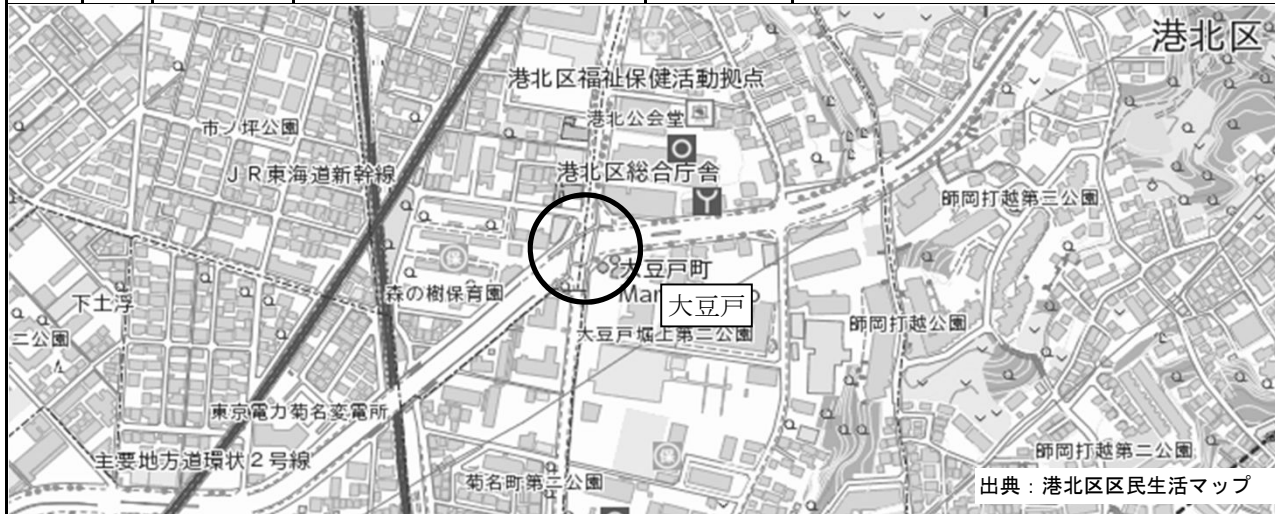 港北区
港北区福祉保健活動拠点
港北公会堂
市ノ坪公園
JR東海道新幹線
港北区総合庁舎
師岡打越第三公園
大豆戸町
森の樹保育園
下土浮
大豆戸
二公園
師岡打越公園
大豆戸堀上第二公園
東京電力菊名変電所
主要地方道環状2号線
師岡打越第二公園
菊名町第二公園
出典：港北区区民生活マップ